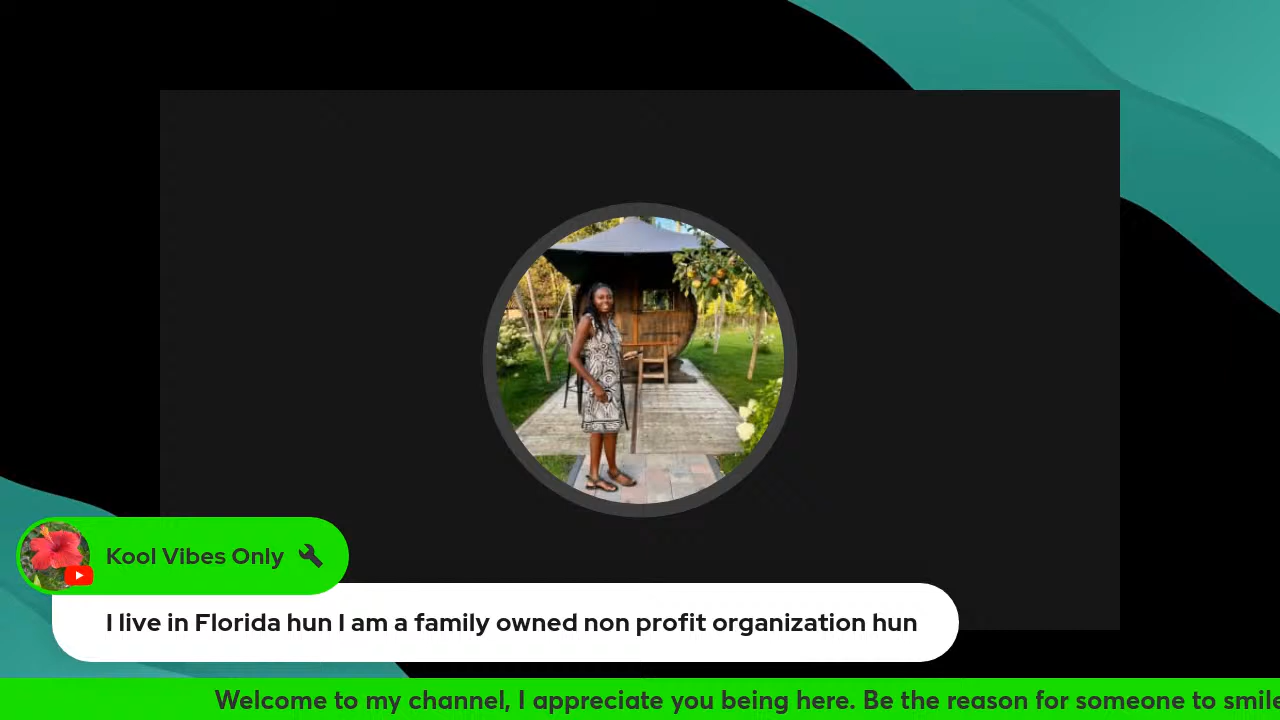 Kool Vibes Only
I live in Florida hun I am a family owned non profit organization hun
Welcome to my channel, I appreciate you being here. Be the reason for someone to smile